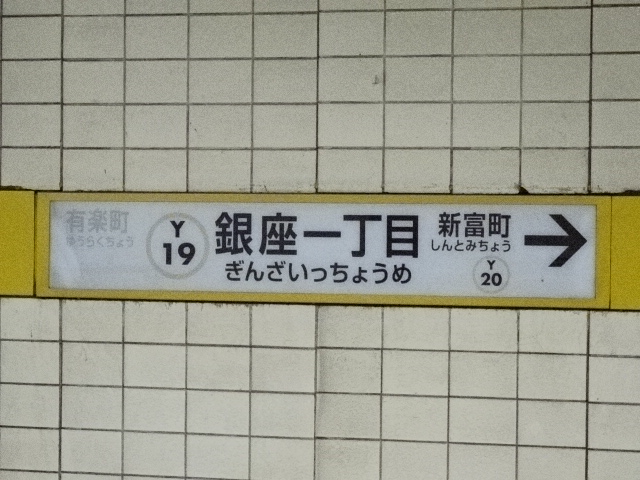 有楽町
ゆうらくちょう
Y
19
銀座一丁目
ぎんざいっちょうめ
新富町
しんとみちょう
Y
20